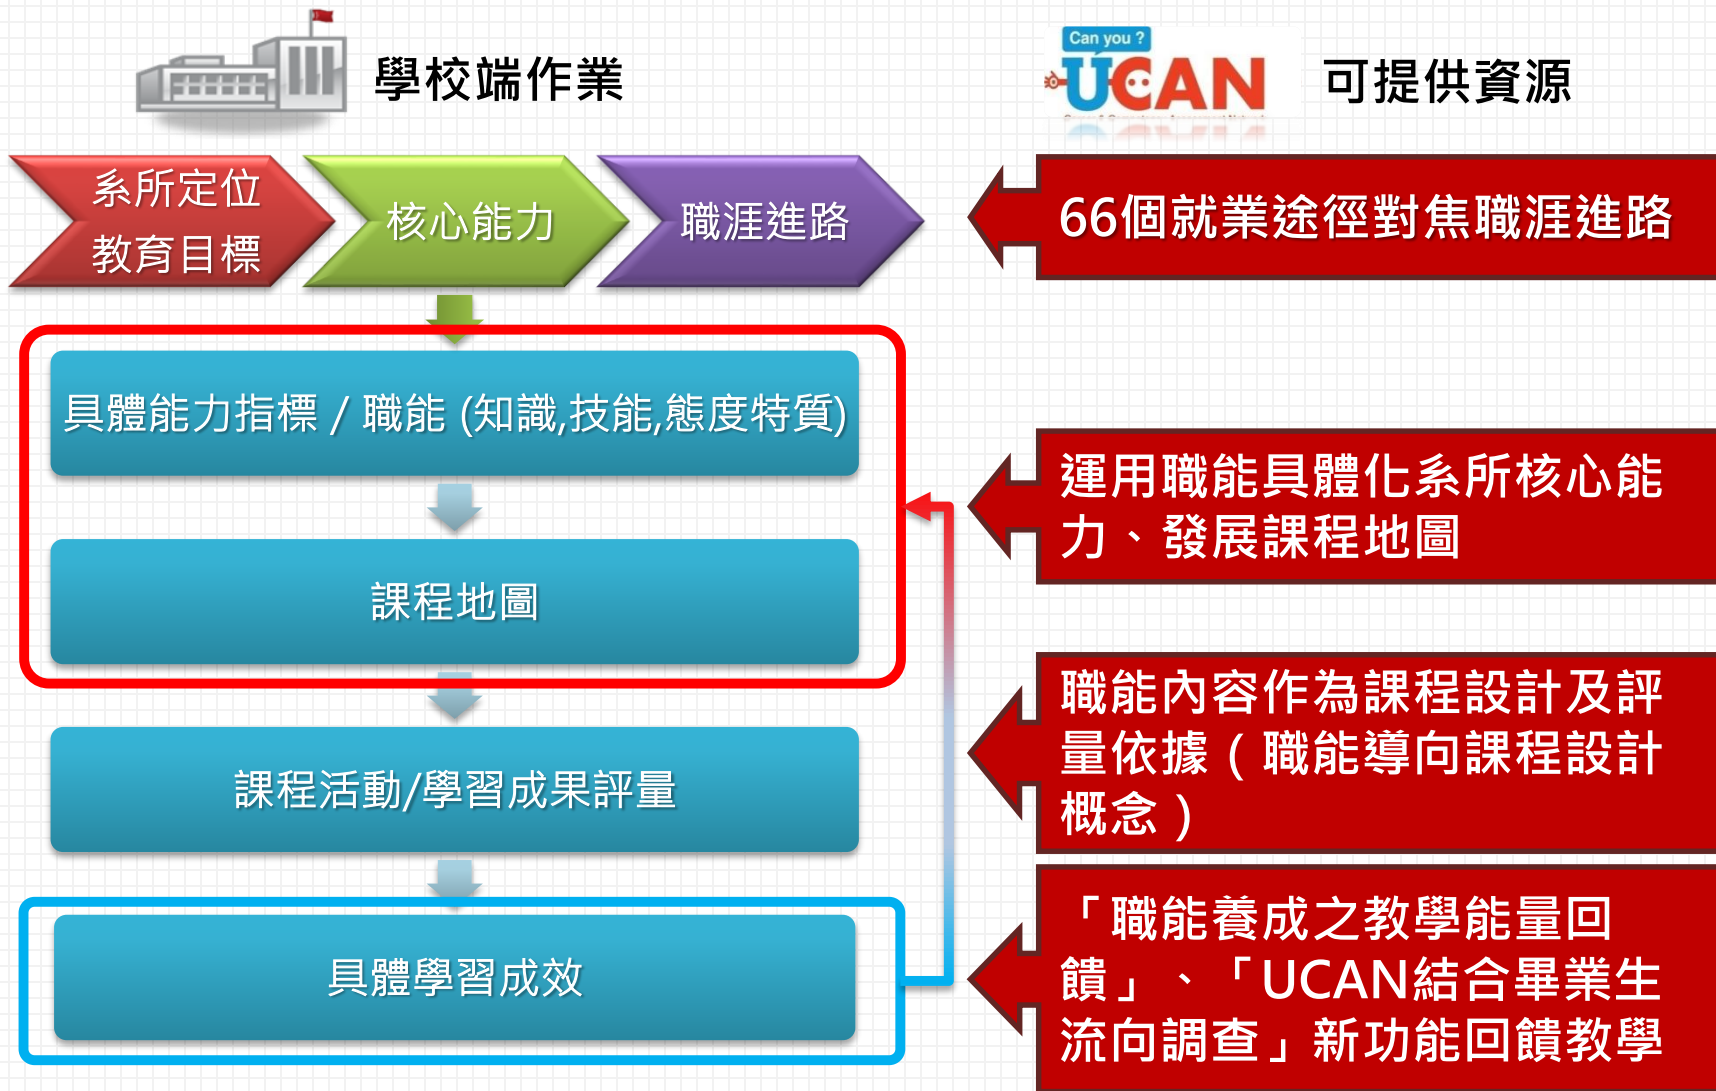 學校端作業
Can you ?
UCAN
可提供資源
系所定位
教育目標
核心能力
職涯進路
66個就業途徑對焦職涯進路
具體能力指標 / 職能 (知識,技能,態度特質)
運用職能具體化系所核心能
力、發展課程地圖
課程地圖
職能內容作為課程設計及評
量依據（職能導向課程設計
概念）
課程活動/學習成果評量
「職能養成之教學能量回
饋」、「UCAN結合畢業生
流向調查」新功能回饋教學
具體學習成效